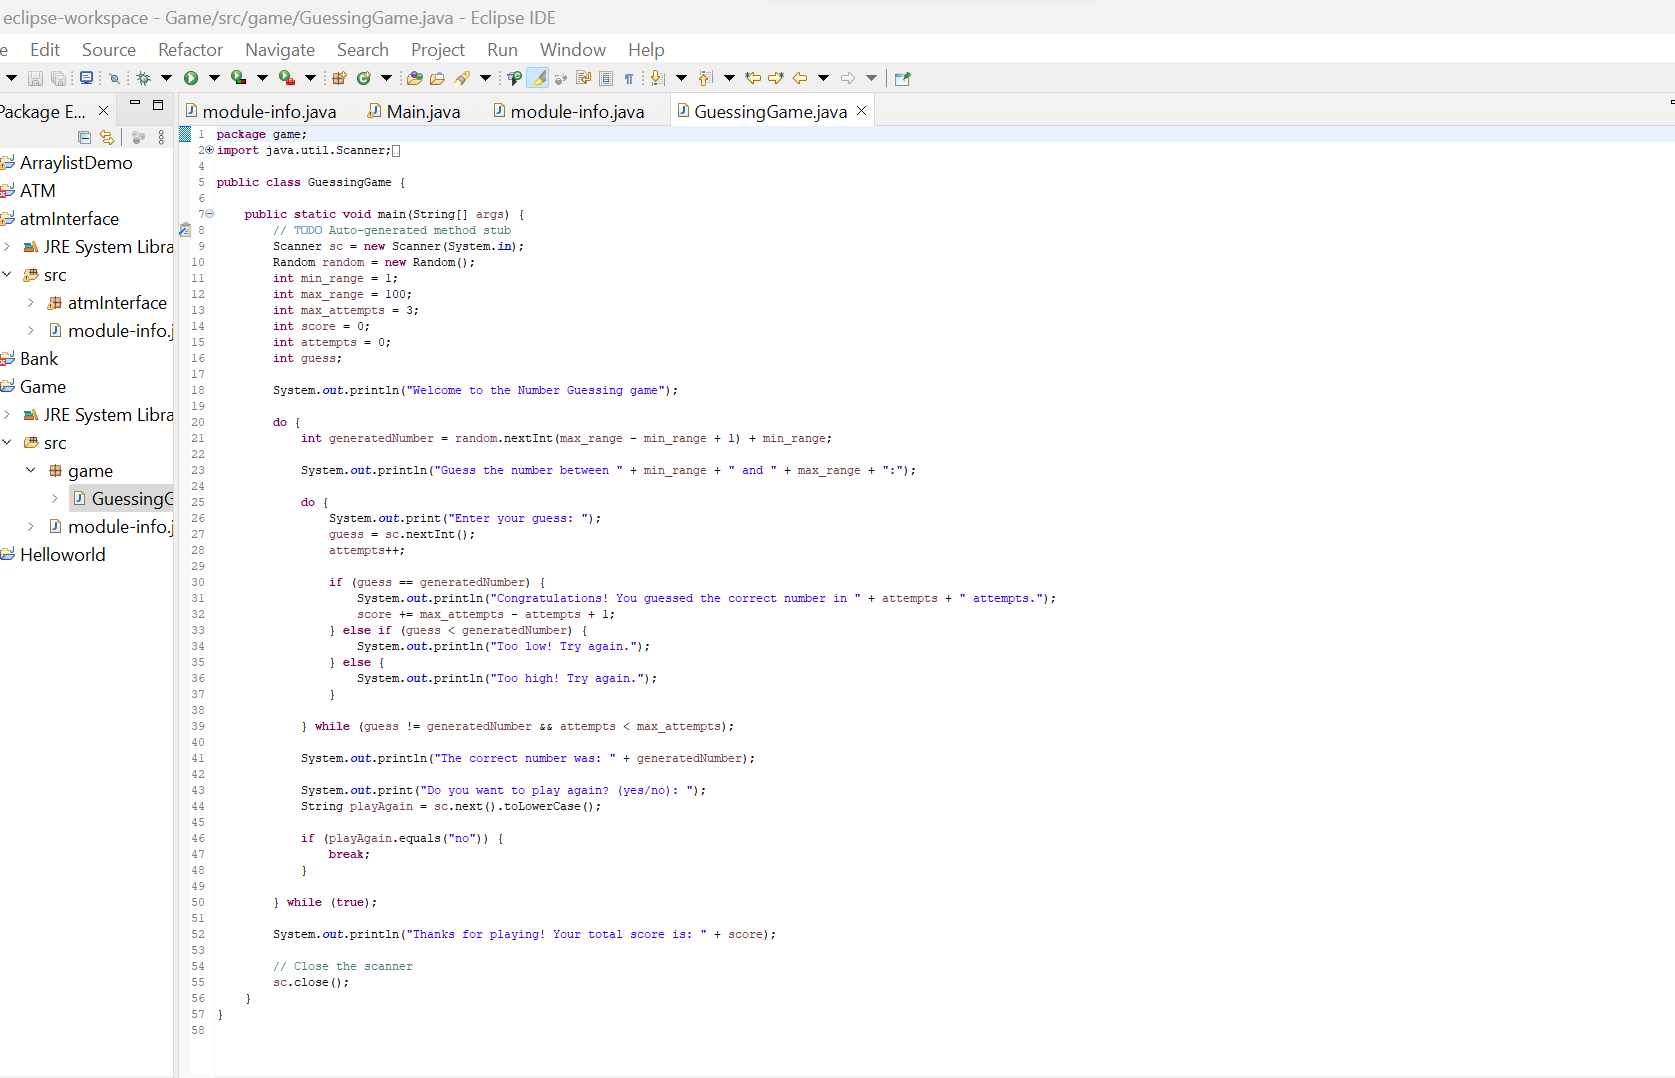 eclipse-workspace - Game/src/game/GuessingGame.java - Eclipse IDE
e Edit Source Refactor Navigate Search Project Run Window Help
Package E...
module-info.java Main.java module-info.java GuessingGame.java
ArraylistDemo
ATM
atmInterface
JRE System Libra
src
atmInterface
module-info.j
Bank
Game
JRE System Libra
src
game
GuessingG
module-info.j
Helloworld
1 package game;
2 import java.util.Scanner;
4
5 public class GuessingGame {
6
7 public static void main(String[] args) {
8 // TODO Auto-generated method stub
9 Scanner sc = new Scanner(System.in);
10 Random random = new Random();
11 int min_range = 1;
12 int max_range = 100;
13 int max_attempts = 3;
14 int score = 0;
15 int attempts = 0;
16 int guess;
17
18 System.out.println("Welcome to the Number Guessing game");
19
20 do {
21 int generatedNumber = random.nextInt(max_range - min_range + 1) + min_range;
22
23 System.out.println("Guess the number between " + min_range + " and " + max_range + ":");
24
25 do {
26 System.out.print("Enter your guess: ");
27 guess = sc.nextInt();
28 attempts++;
29
30 if (guess == generatedNumber) {
31 System.out.println("Congratulations! You guessed the correct number in " + attempts + " attempts.");
32 score += max_attempts - attempts + 1;
33 } else if (guess < generatedNumber) {
34 System.out.println("Too low! Try again.");
35 } else {
36 System.out.println("Too high! Try again.");
37 }
38
39 } while (guess != generatedNumber && attempts < max_attempts);
40
41 System.out.println("The correct number was: " + generatedNumber);
42
43 System.out.print("Do you want to play again? (yes/no): ");
44 String playAgain = sc.next().toLowerCase();
45
46 if (playAgain.equals("no")) {
47 break;
48 }
49
50 } while (true);
51
52 System.out.println("Thanks for playing! Your total score is: " + score);
53
54 // Close the scanner
55 sc.close();
56 }
57 }
58